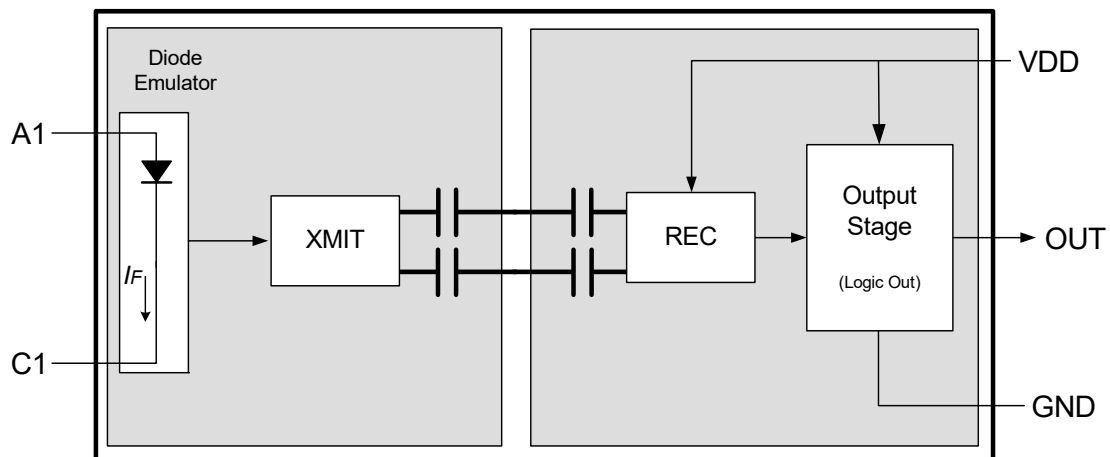 Diode
Emulator
A1
IF
C1
XMIT
REC
Output
Stage
(Logic Out)
VDD
OUT
GND